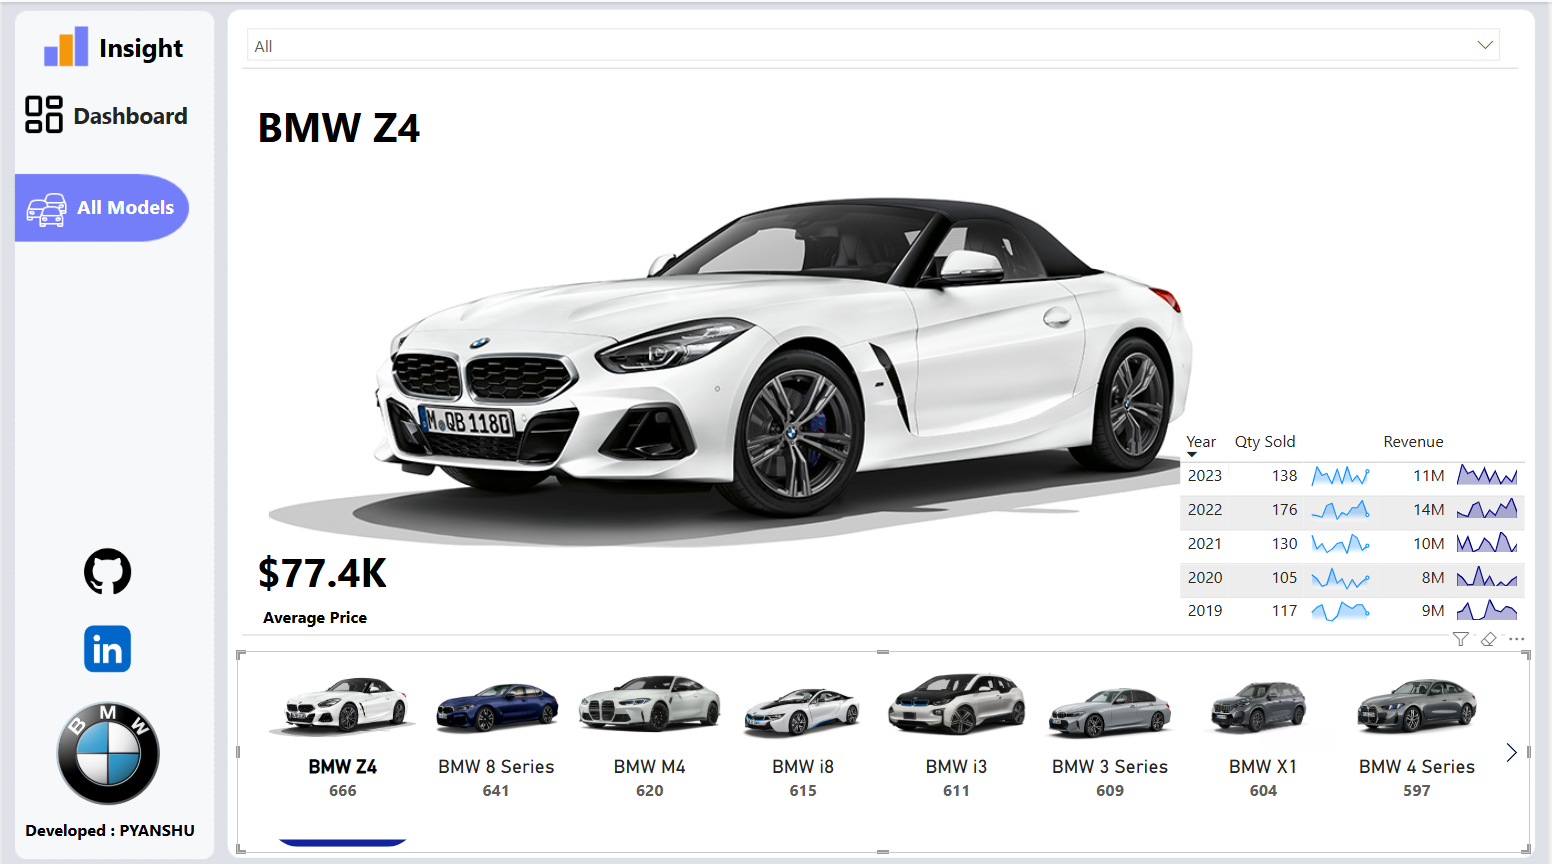 Insight
Dashboard
All Models
B M W
Developed : PYANSHU
All
BMW Z4
M QB 1180
$77.4K
Average Price
Year Qty Sold Revenue
2023 138 11M
2022 176 14M
2021 130 10M
2020 105 8M
2019 117 9M
BMW Z4 BMW 8 Series BMW M4 BMW i8 BMW i3 BMW 3 Series BMW X1 BMW 4 Series
666 641 620 615 611 609 604 597